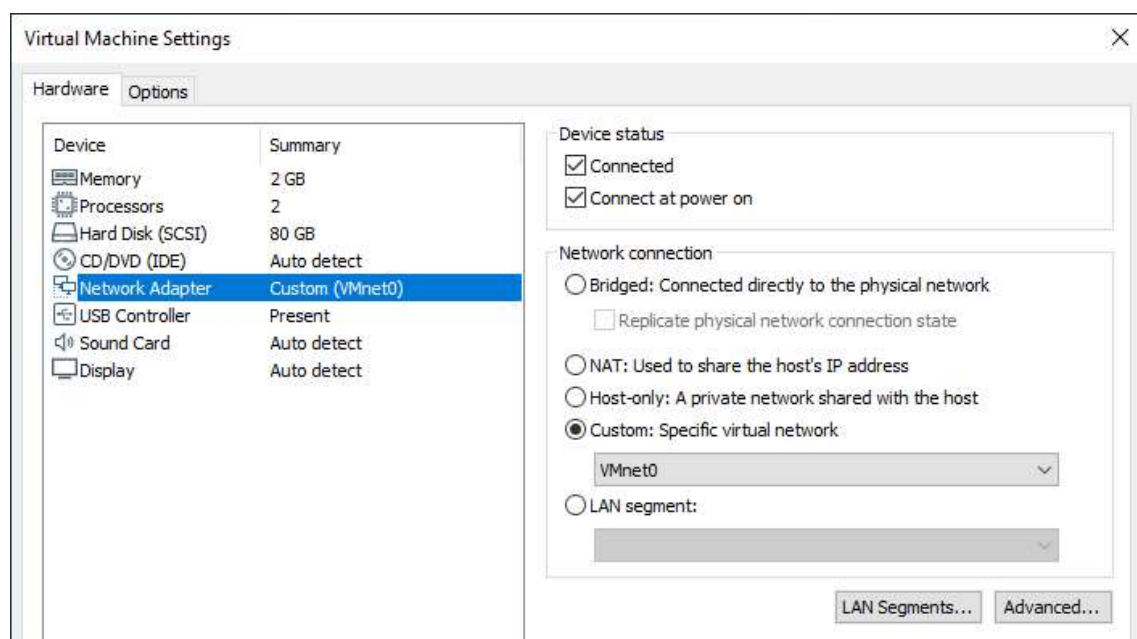 Virtual Machine Settings
Hardware Options
Device Summary
Memory 2 GB
Processors 2
Hard Disk (SCSI) 80 GB
CD/DVD (IDE) Auto detect
Network Adapter Custom (VMnet0)
USB Controller Present
Sound Card Auto detect
Display Auto detect
Device status
Connected
Connect at power on
Network connection
Bridged: Connected directly to the physical network
Replicate physical network connection state
NAT: Used to share the host's IP address
Host-only: A private network shared with the host
Custom: Specific virtual network
VMnet0
LAN segment:
LAN Segments... Advanced...